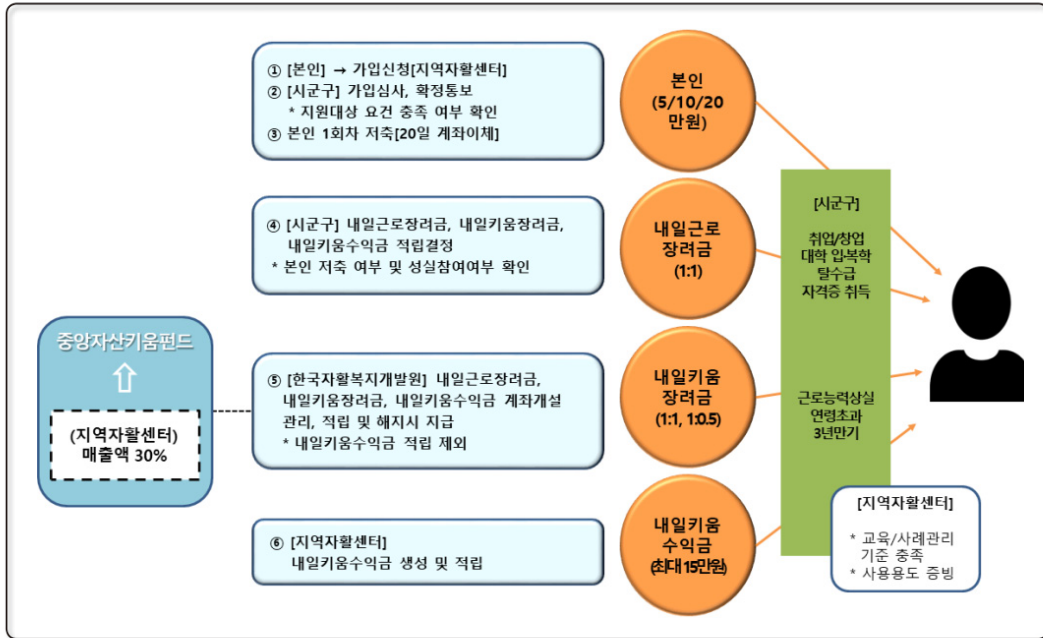 ① [본인] → 가입신청[지역자활센터]
② [시군구] 가입심사, 확정통보
* 지원대상 요건 충족 여부 확인
③ 본인 1회차 저축[20일 계좌이체]
본인
(5/10/20
만원)
④ [시군구] 내일근로장려금, 내일키움장려금,
내일키움수익금 적립결정
* 본인 저축 여부 및 성실참여여부 확인
내일근로
장려금
(1:1)
중앙자산키움펀드
(지역자활센터)
매출액 30%
⑤ [한국자활복지개발원] 내일근로장려금,
내일키움장려금, 내일키움수익금 계좌개설
관리, 적립 및 해지시 지급
* 내일키움수익금 적립 제외
내일키움
장려금
(1:1, 1:0.5)
⑥ [지역자활센터]
내일키움수익금 생성 및 적립
내일키움
수익금
(최대 15만원)
[시군구]
취업/창업
대학 입·복학
탈수급
자격증 취득
근로능력상실
연령초과
3년만기
[지역자활센터]
* 교육/사례관리
기준 충족
* 사용용도 증빙